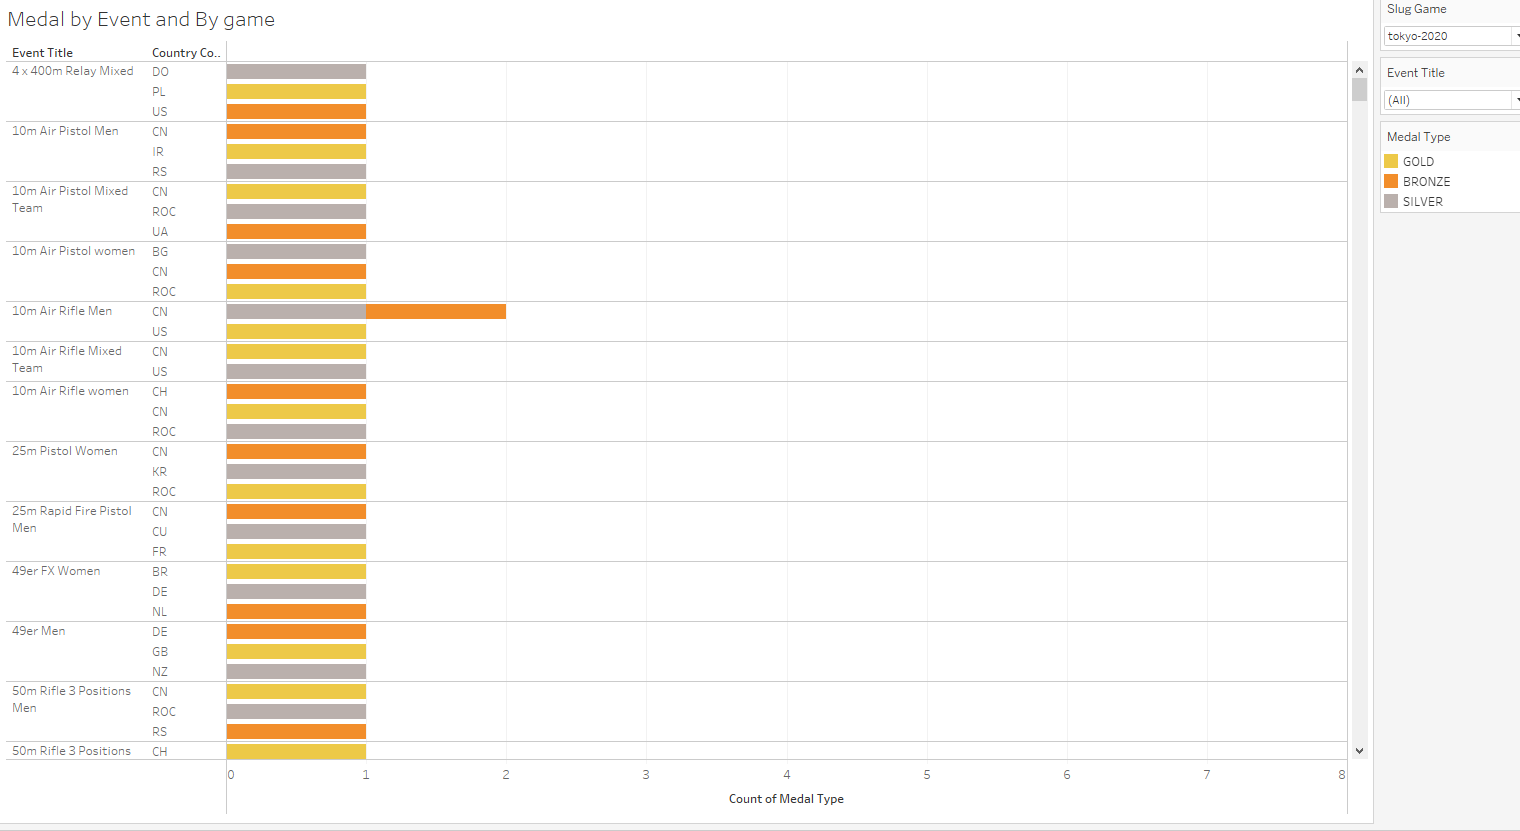 Medal by Event and By game
Event Title Country Co..
4 x 400m Relay Mixed DO
PL
US
10m Air Pistol Men CN
IR
RS
10m Air Pistol Mixed CN
Team ROC
UA
10m Air Pistol women BG
CN
ROC
10m Air Rifle Men CN
US
10m Air Rifle Mixed CN
Team US
10m Air Rifle women CH
CN
ROC
25m Pistol Women CN
KR
ROC
25m Rapid Fire Pistol CN
Men CU
FR
49er FX Women BR
DE
NL
49er Men DE
GB
NZ
50m Rifle 3 Positions CN
Men ROC
RS
50m Rifle 3 Positions CH
0 1 2 3 4 5 6 7 8
Count of Medal Type
Slug Game
tokyo-2020
Event Title
(All)
Medal Type
GOLD
BRONZE
SILVER